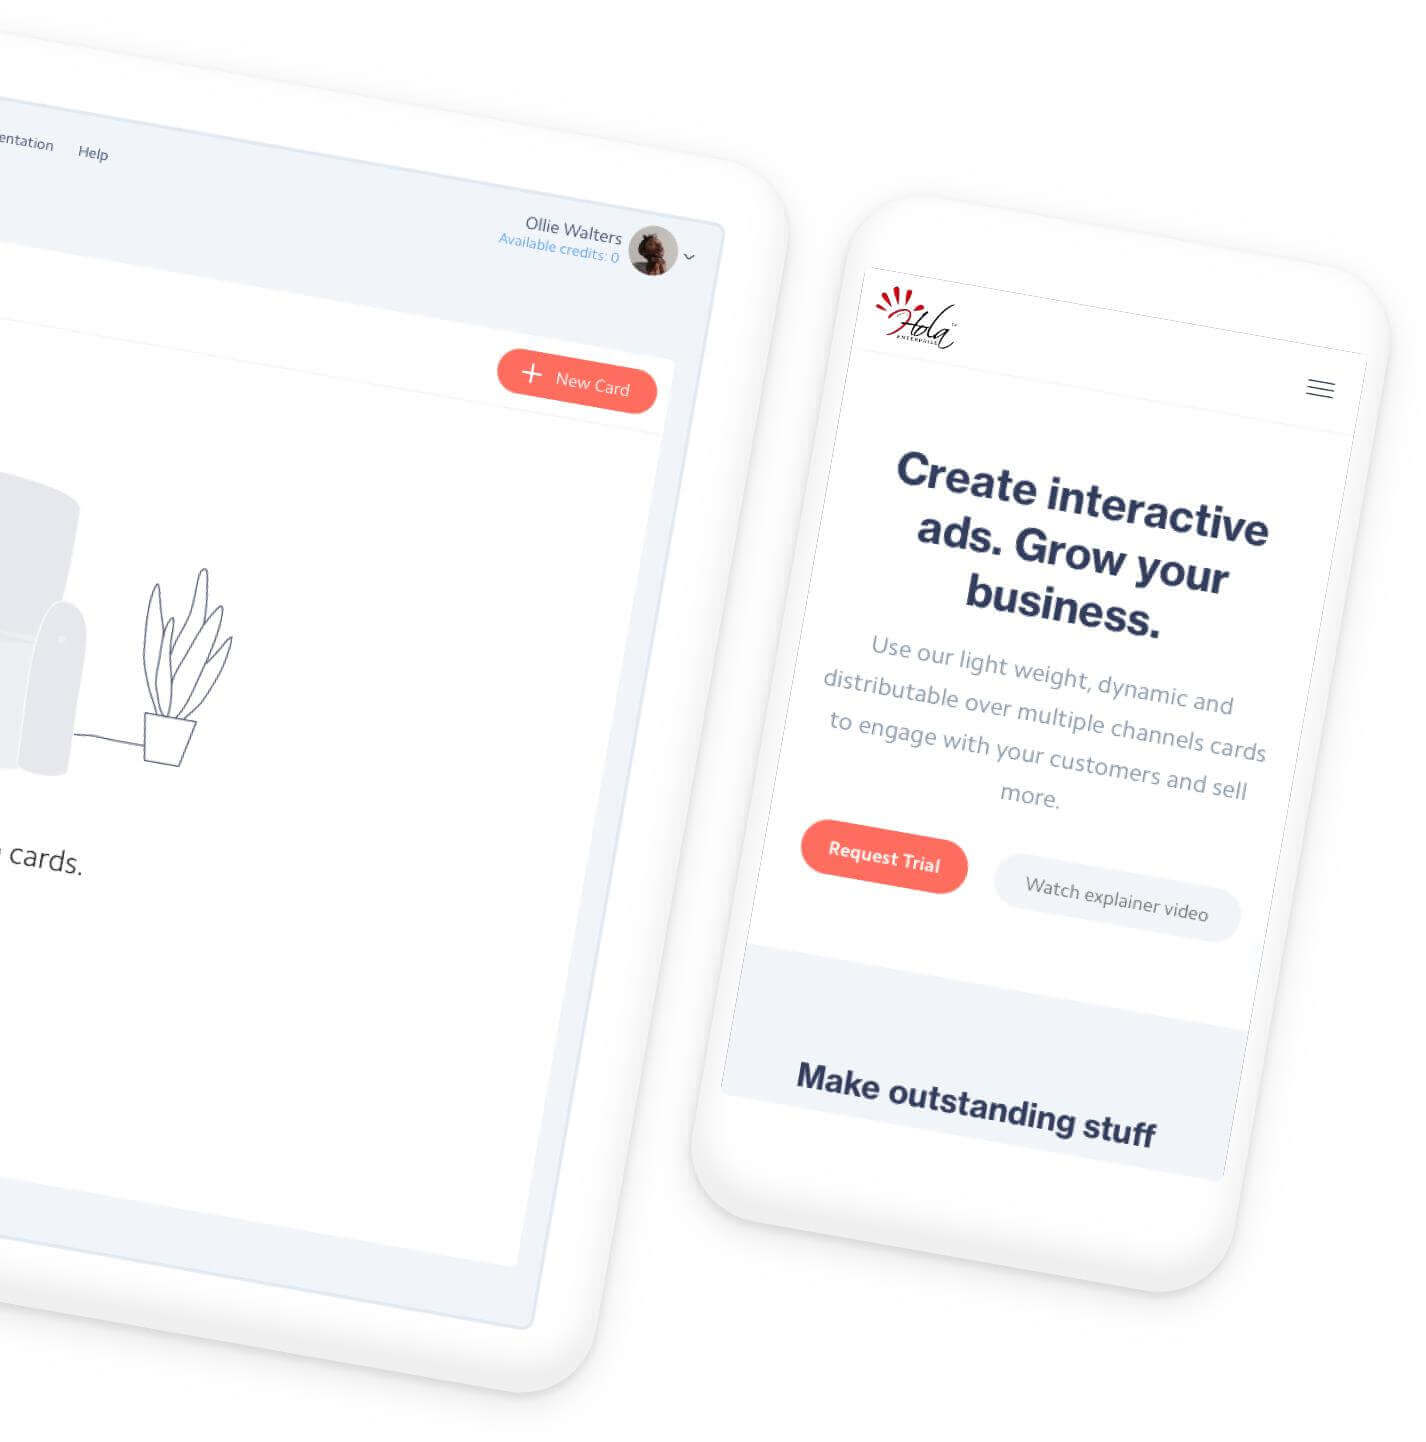 entation Help
Ollie Walters
Available credits: 0
New Card
cards.
Hola
ENTERPRISE
Create interactive
ads. Grow your
business.
Use our light weight, dynamic and
distributable over multiple channels cards
to engage with your customers and sell
more.
Request Trial
Watch explainer video
Make outstanding stuff